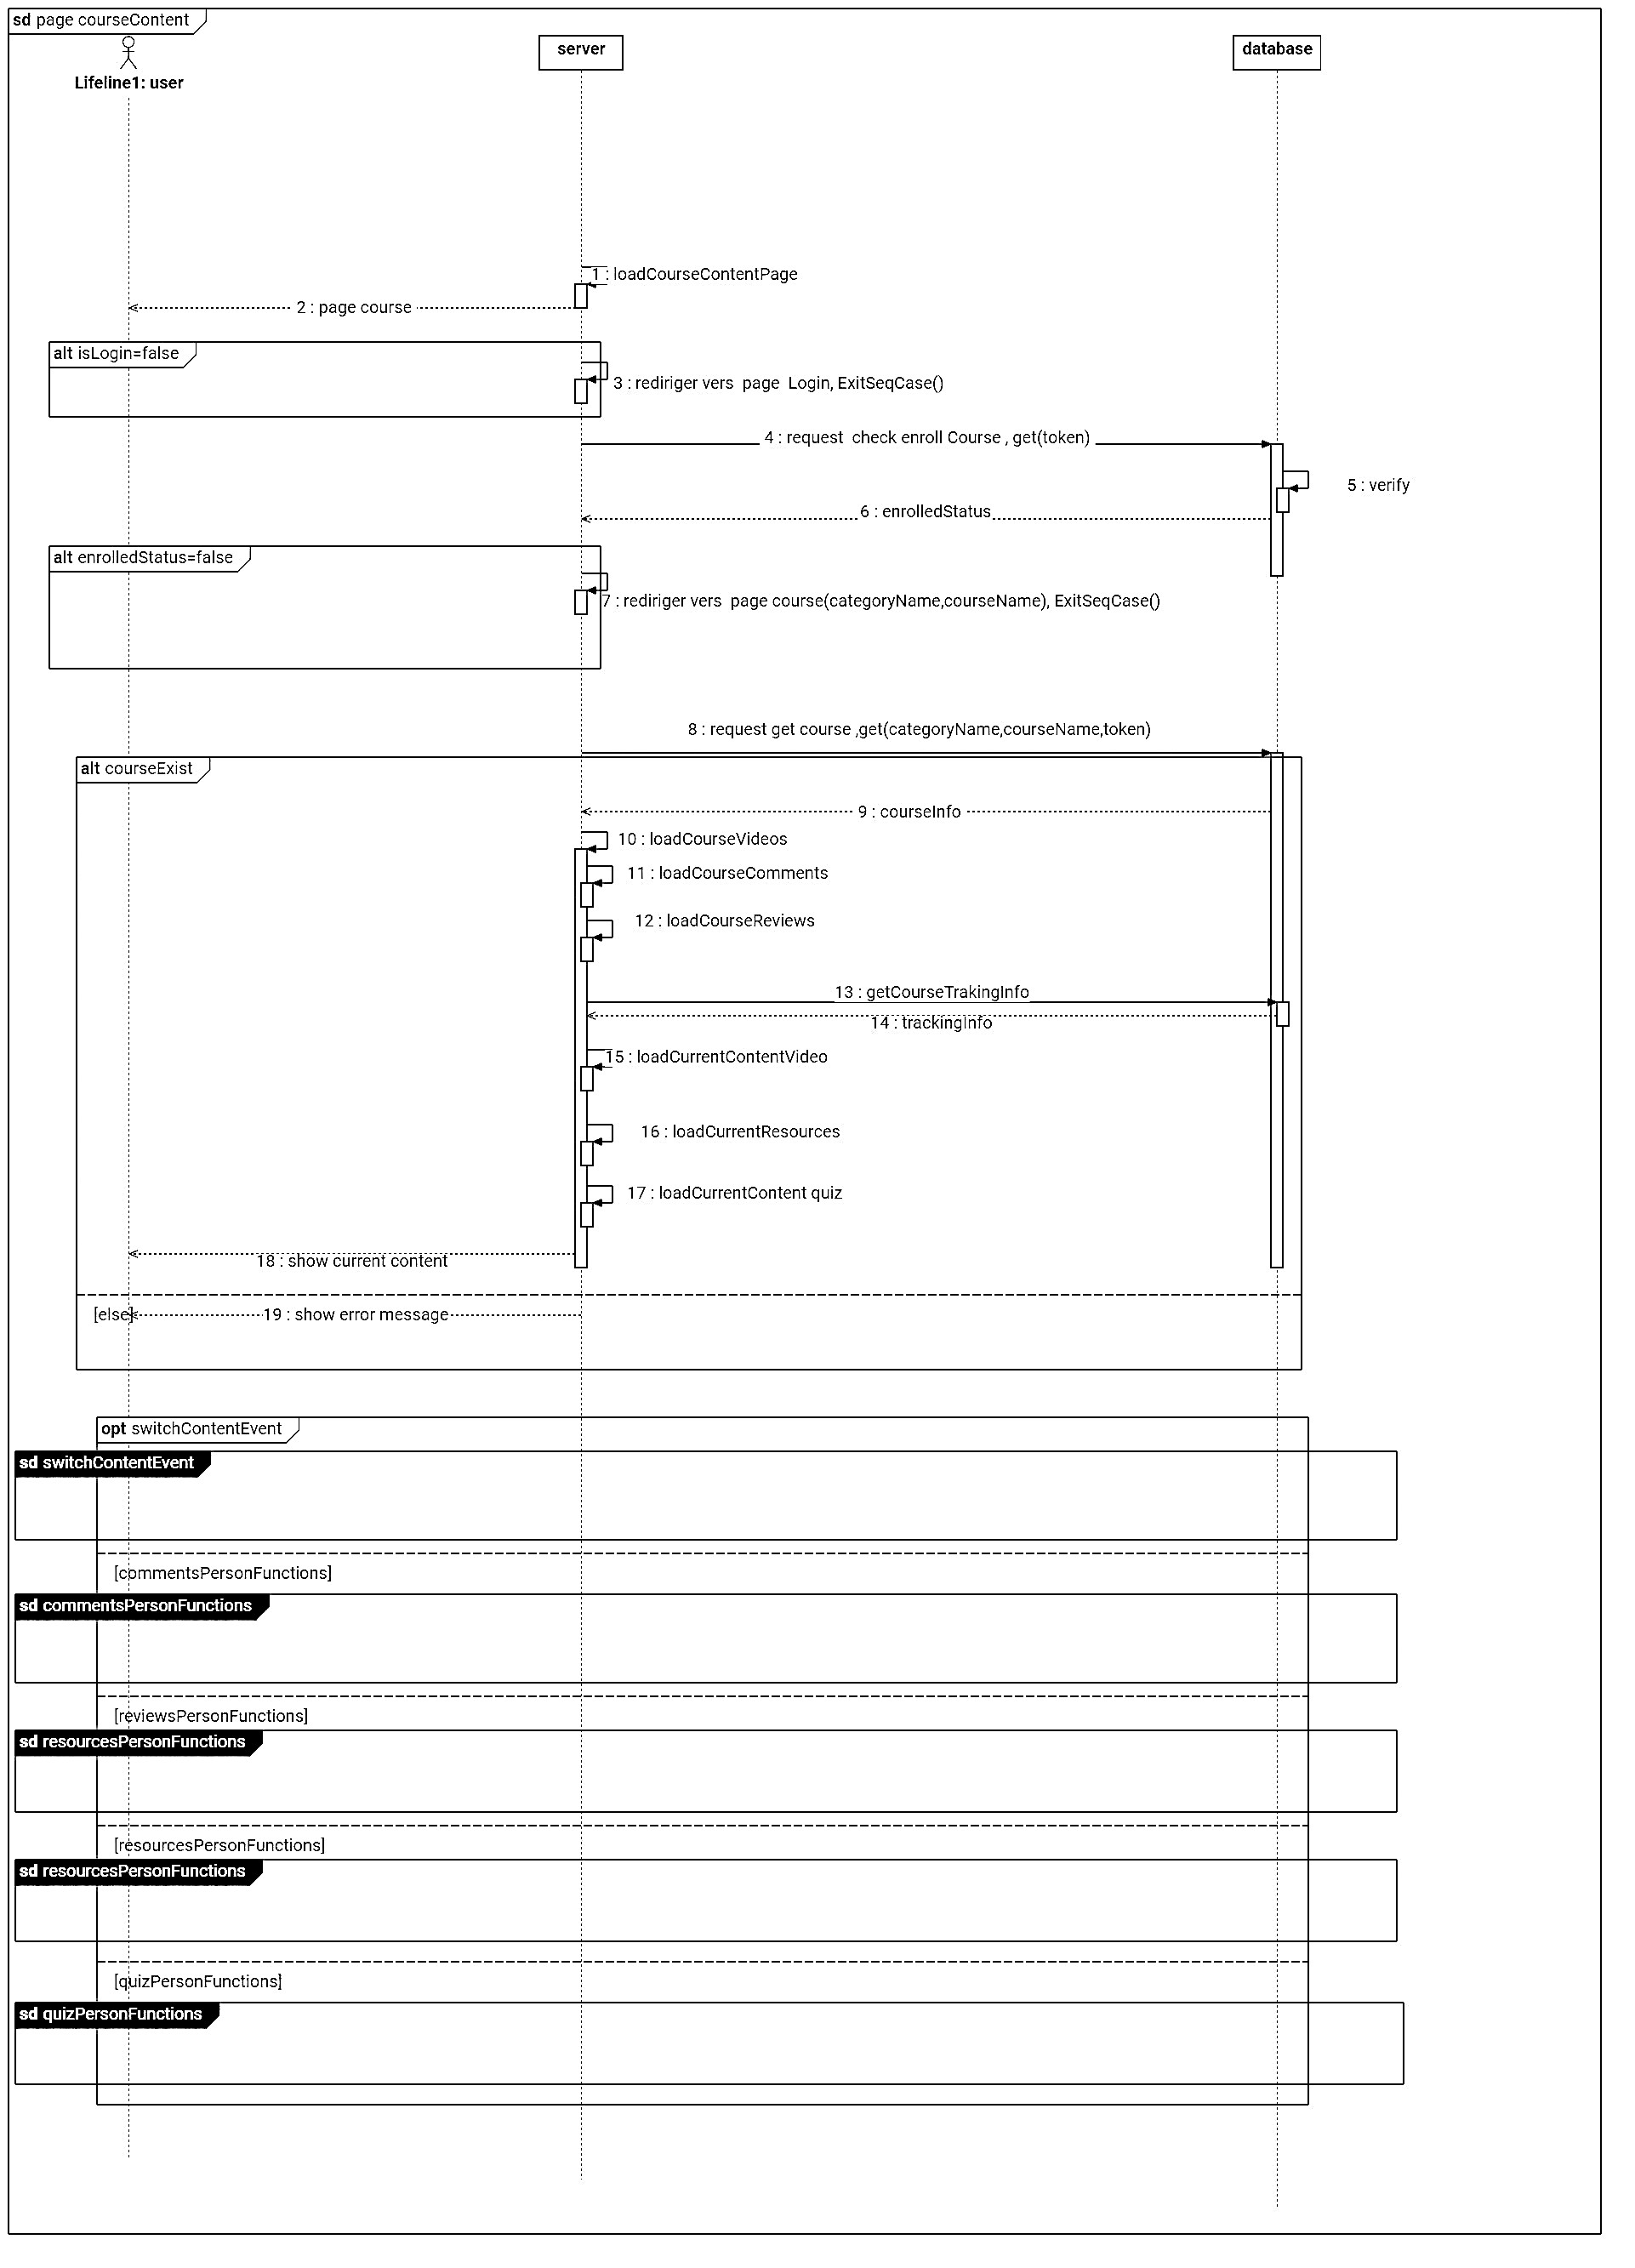 sd page courseContent
Lifeline1: user
server
database
1 : loadCourseContentPage
2 : page course
alt isLogin=false
3 : rediriger vers page Login, ExitSeqCase()
4 : request check enroll Course , get(token)
5 : verify
6 : enrolledStatus
alt enrolledStatus=false
7 : rediriger vers page course(categoryName,courseName), ExitSeqCase()
8 : request get course ,get(categoryName,courseName,token)
alt courseExist
9 : courseInfo
10 : loadCourseVideos
11 : loadCourseComments
12 : loadCourseReviews
13 : getCourseTrakingInfo
14 : trackingInfo
15 : loadCurrentContentVideo
16 : loadCurrentResources
17 : loadCurrentContent quiz
18 : show current content
[else]
19 : show error message
opt switchContentEvent
sd switchContentEvent
[commentsPersonFunctions]
sd commentsPersonFunctions
[reviewsPersonFunctions]
sd resourcesPersonFunctions
[resourcesPersonFunctions]
sd resourcesPersonFunctions
[quizPersonFunctions]
sd quizPersonFunctions